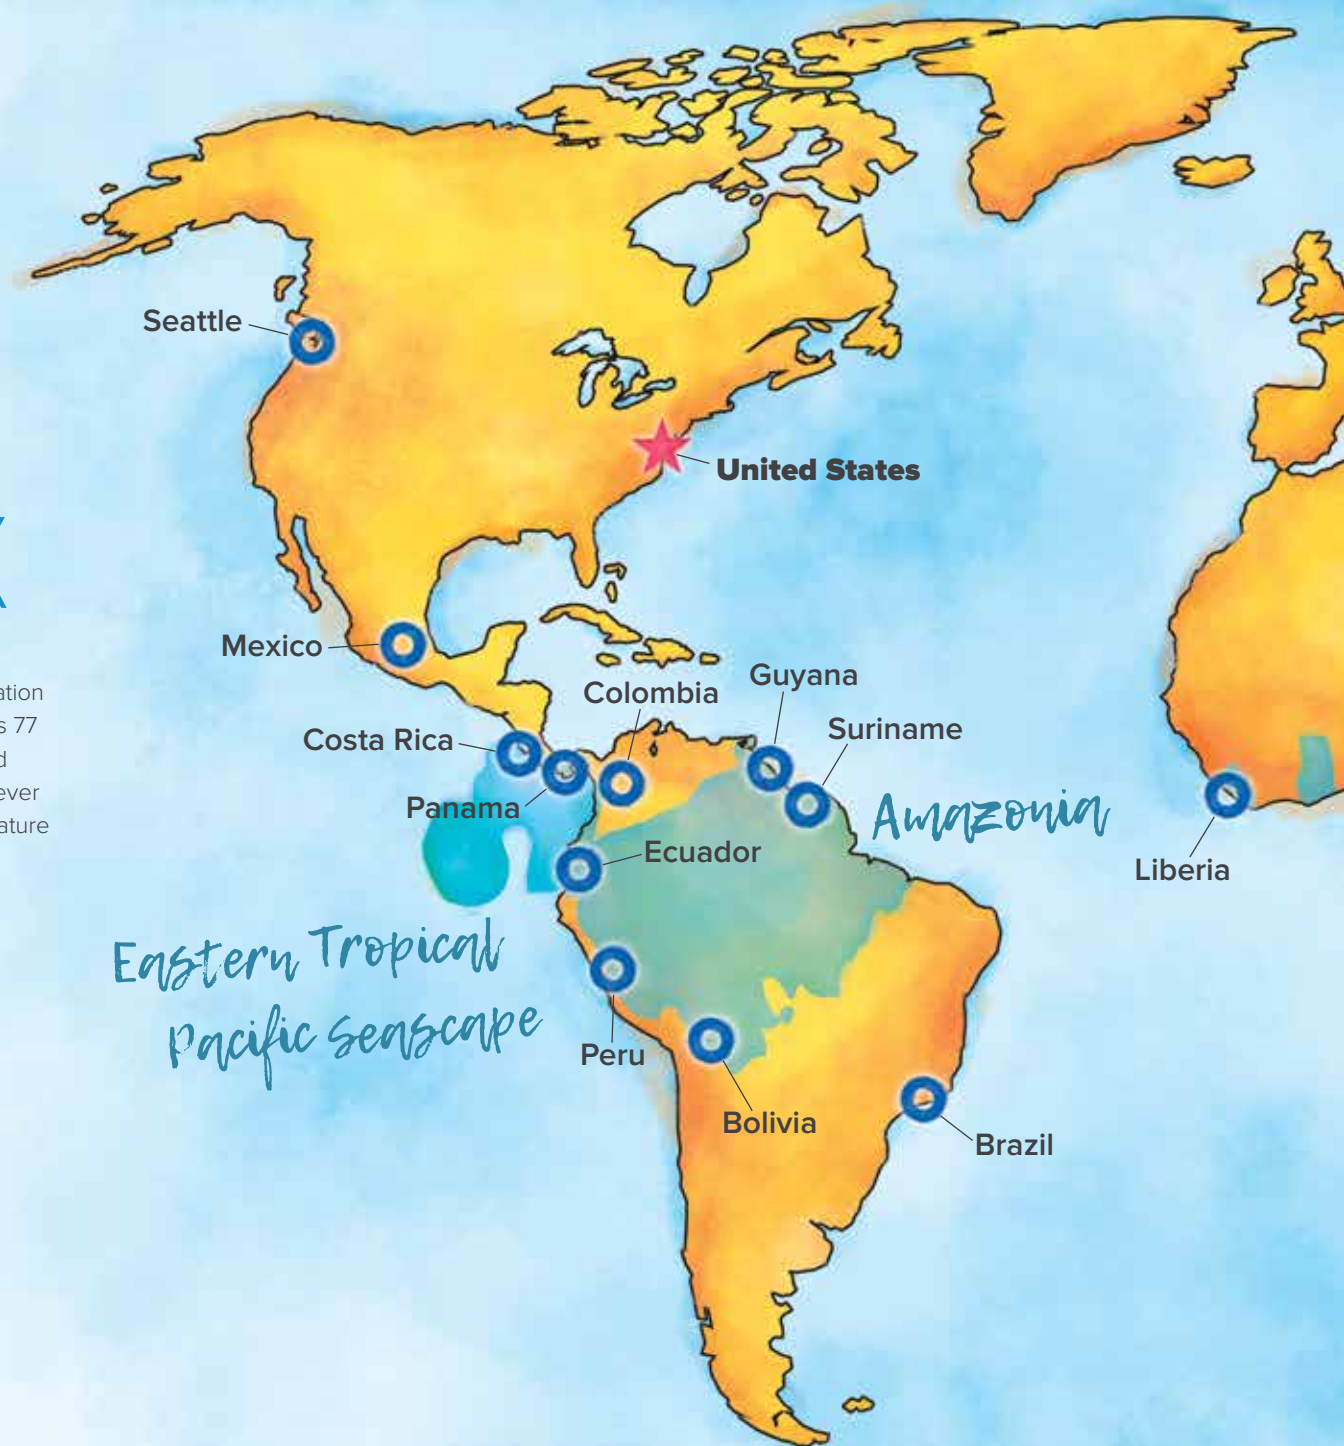 Seattle
United States
Mexico
Guyana
Colombia
Suriname
Costa Rica
Panama
Amazonia
Ecuador
Liberia
Eastern Tropical
Pacific Seascape
Peru
Bolivia
Brazil
77